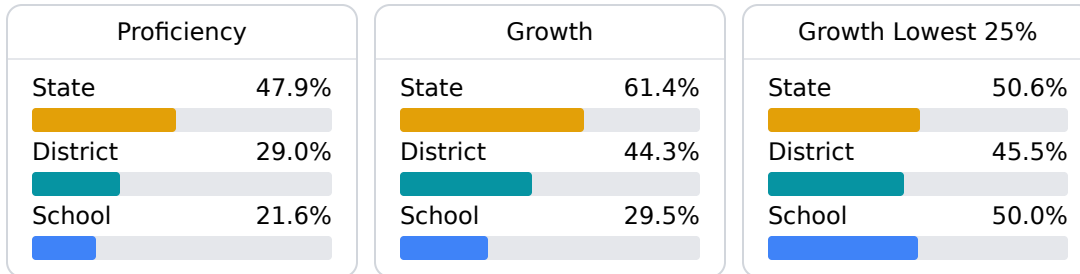 Proficiency
State 47.9%
District 29.0%
School 21.6%
Growth
State 61.4%
District 44.3%
School 29.5%
Growth Lowest 25%
State 50.6%
District 45.5%
School 50.0%